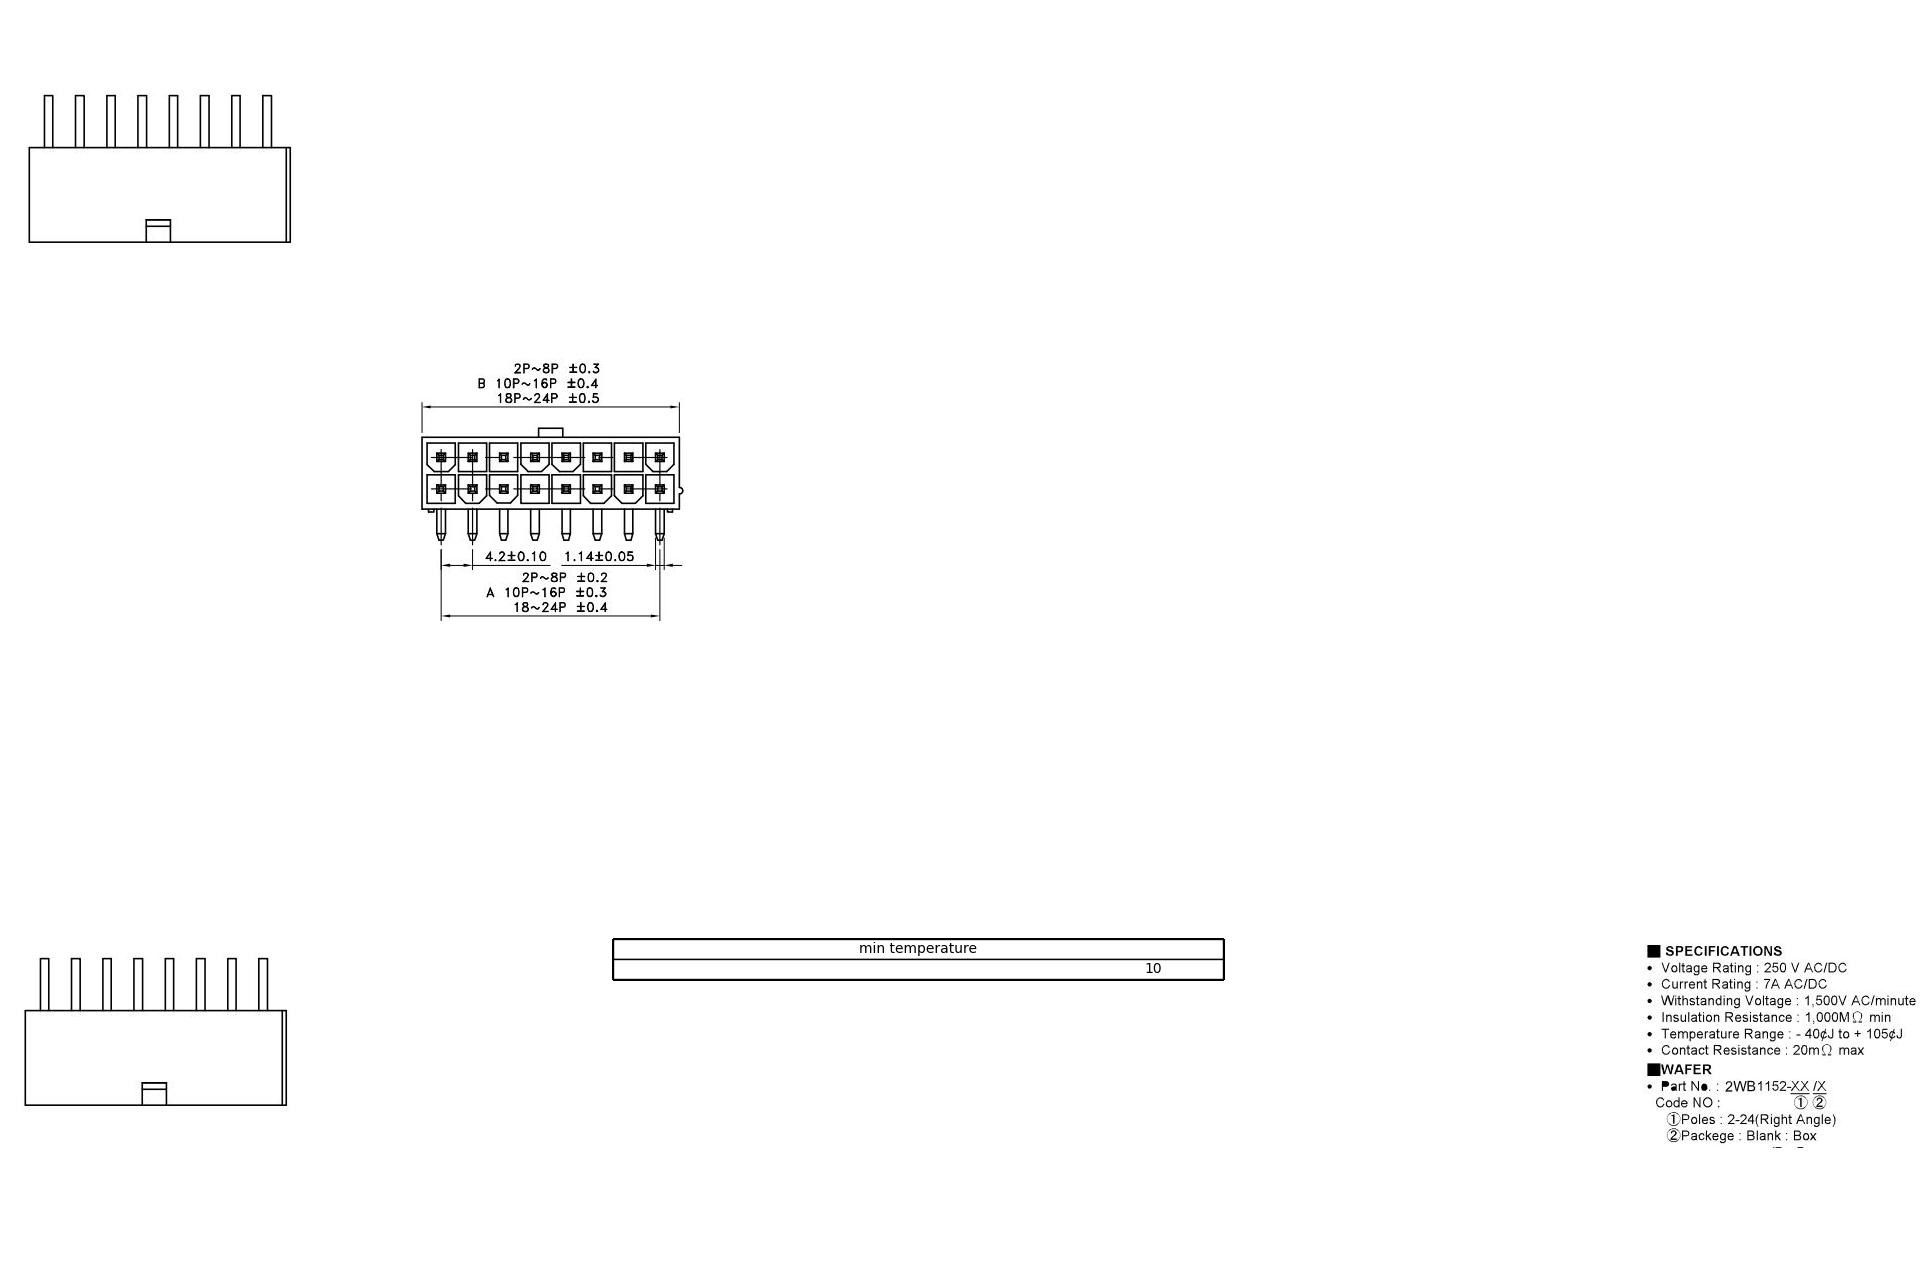 2P~8P ±0.3
B 10P~16P ±0.4
18P~24P ±0.5
4.2±0.10 1.14±0.05
2P~8P ±0.2
A 10P~16P ±0.3
18~24P ±0.4
min temperature
10
■ SPECIFICATIONS
• Voltage Rating : 250 V AC/DC
• Current Rating : 7A AC/DC
• Withstanding Voltage : 1,500V AC/minute
• Insulation Resistance : 1,000MΩ min
• Temperature Range : - 40¢J to + 105¢J
• Contact Resistance : 20mΩ max
■WAFER
• Part No. : 2WB1152-XX /X
Code NO : ① ②
①Poles : 2-24(Right Angle)
②Packege : Blank : Box